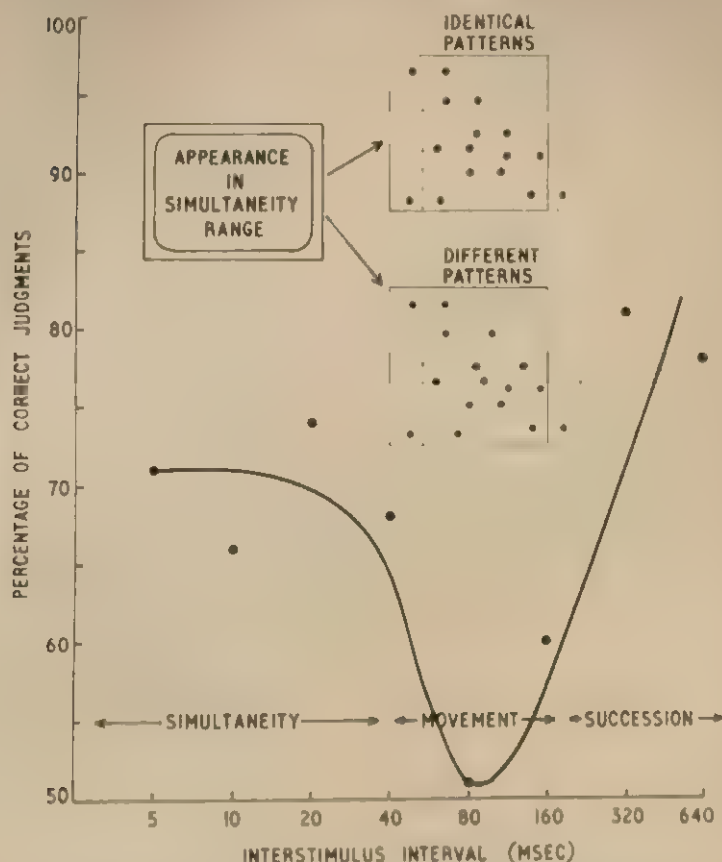 IDENTICAL
PATTERNS
APPEARANCE
IN
SIMULTANEITY
RANGE
DIFFERENT
PATTERNS
100
90
80
70
60
50
PERCENTAGE OF CORRECT JUDGMENTS
SIMULTANEITY MOVEMENT SUCCESSION
5 10 20 40 80 160 320 640
INTERSTIMULUS INTERVAL (MSEC)